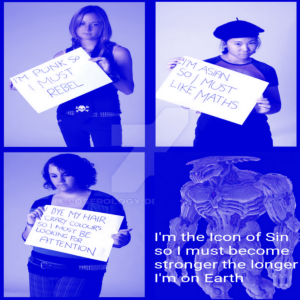 I'M PUNK SO
I MUST
REBEL
I'M ASIAN
SO I MUST
LIKE MATHS
I DYE MY HAIR
CRAZY COLOURS
SO I MUST BE
LOOKING FOR
ATTENTION
I'm the Icon of Sin
so I must become
stronger the longer
I'm on Earth